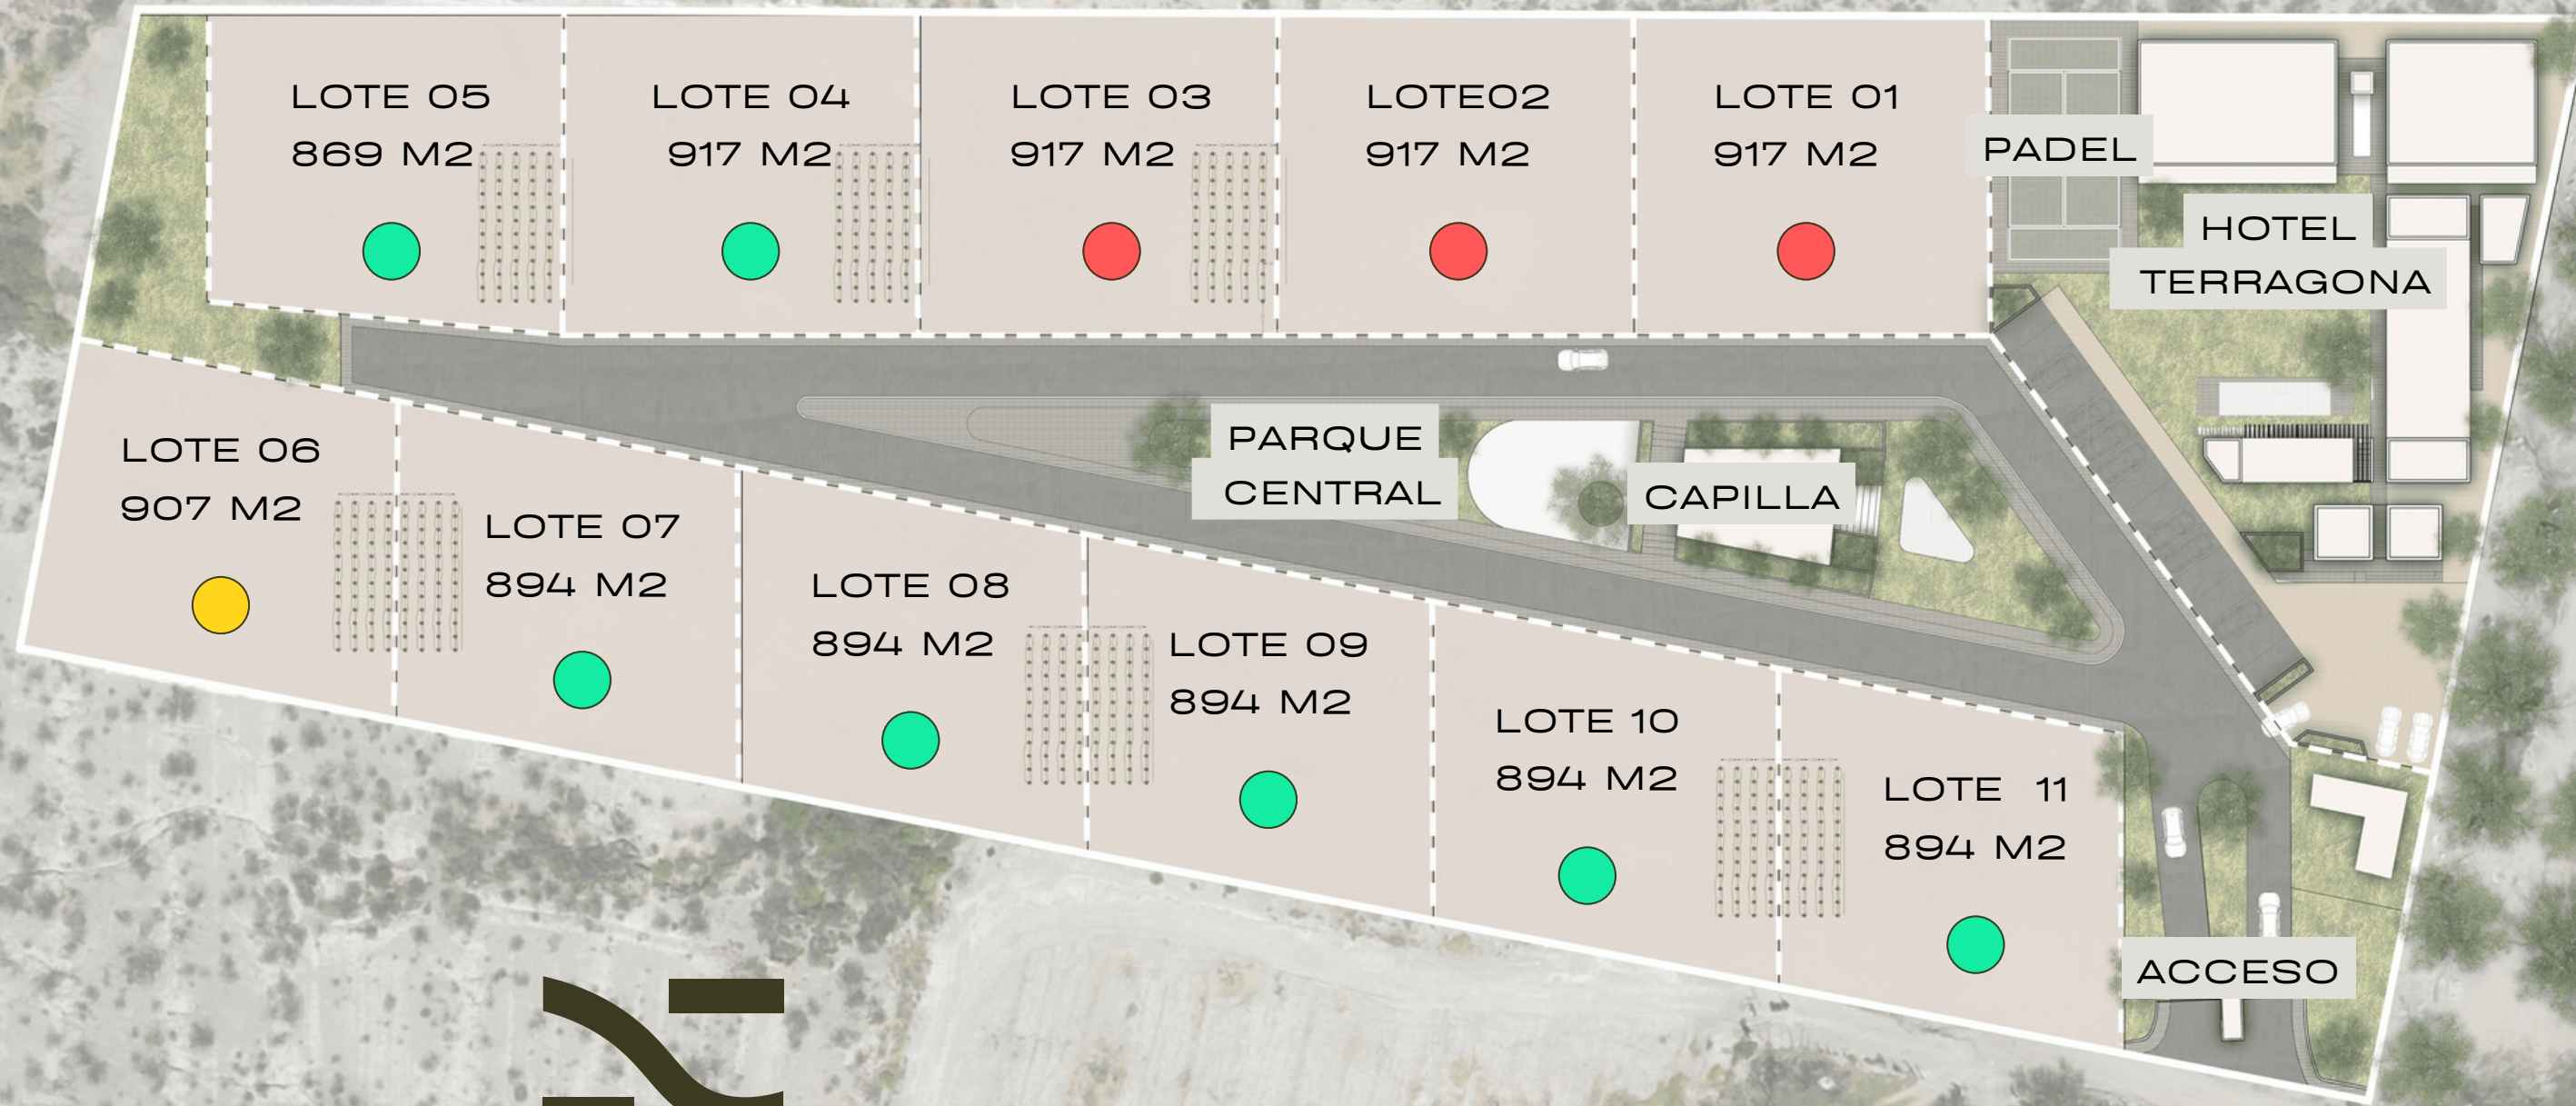 LOTE 05
869 M2
LOTE 04
917 M2
LOTE 03
917 M2
LOTE02
917 M2
LOTE 01
917 M2
PADEL
HOTEL
TERRAGONA
PARQUE
CENTRAL
CAPILLA
LOTE 06
907 M2
LOTE 07
894 M2
LOTE 08
894 M2
LOTE 09
894 M2
LOTE 10
894 M2
LOTE 11
894 M2
ACCESO